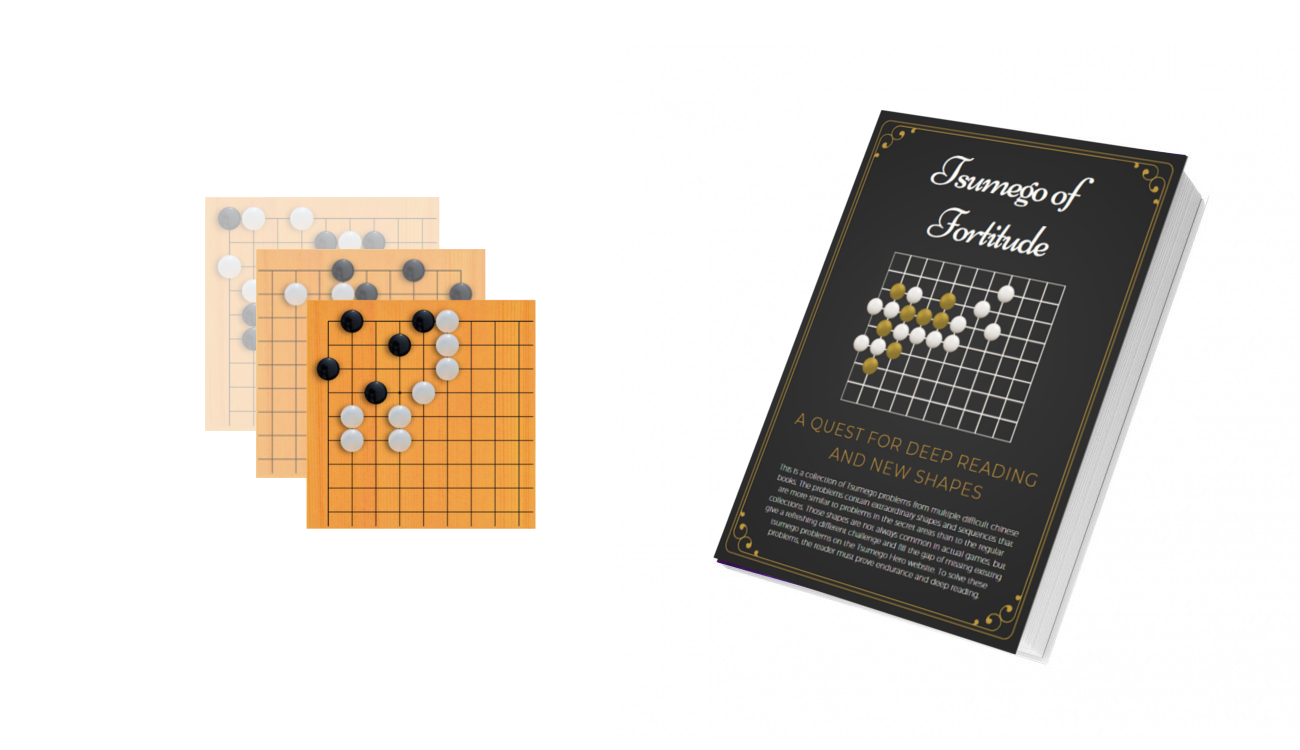 Tsumego of
Fortitude
A QUEST FOR DEEP READING
AND NEW SHAPES
This is a collection of Tsumego problems from multiple difficult Chinese
books. The problems contain extraordinary shapes and sequences that
are more similar to problems in the secret areas than to the regular
collections. Those shapes are not always common in actual games, but
give a refreshing different challenge and fill the gap of missing existing
tsumego problems on the Tsumego Hero website. To solve these
problems, the reader must prove endurance and deep reading.